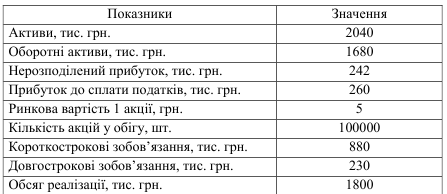 Показники Значення
Активи, тис. грн. 2040
Оборотні активи, тис. грн. 1680
Нерозподілений прибуток, тис. грн. 242
Прибуток до сплати податків, тис. грн. 260
Ринкова вартість 1 акції, грн. 5
Кількість акцій у обігу, шт. 100000
Короткострокові зобов’язання, тис. грн. 880
Довгострокові зобов’язання, тис. грн. 230
Обсяг реалізації, тис. грн. 1800